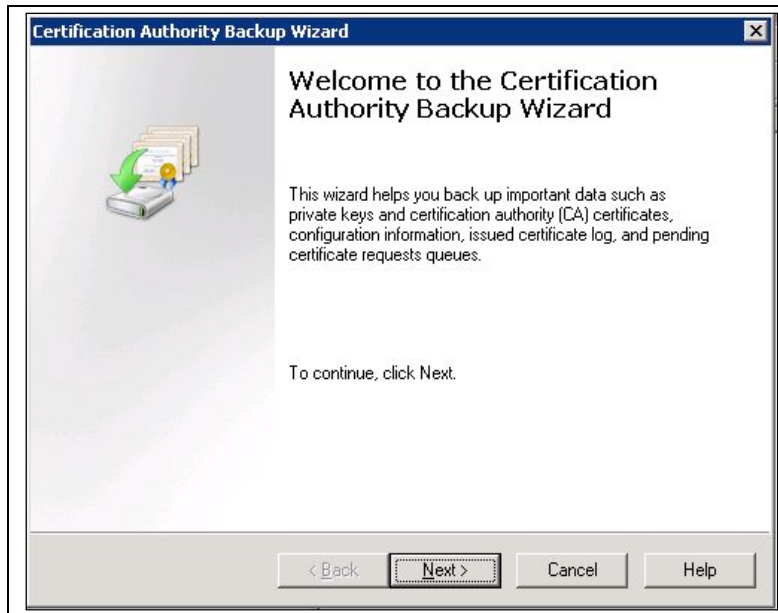 Certification Authority Backup Wizard
Welcome to the Certification
Authority Backup Wizard
This wizard helps you back up important data such as
private keys and certification authority (CA) certificates,
configuration information, issued certificate log, and pending
certificate requests queues.
To continue, click Next.
< Back Next > Cancel Help